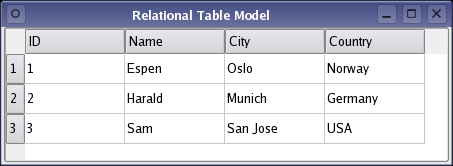 Relational Table Model
ID Name City Country
1 1 Espen Oslo Norway
2 2 Harald Munich Germany
3 3 Sam San Jose USA